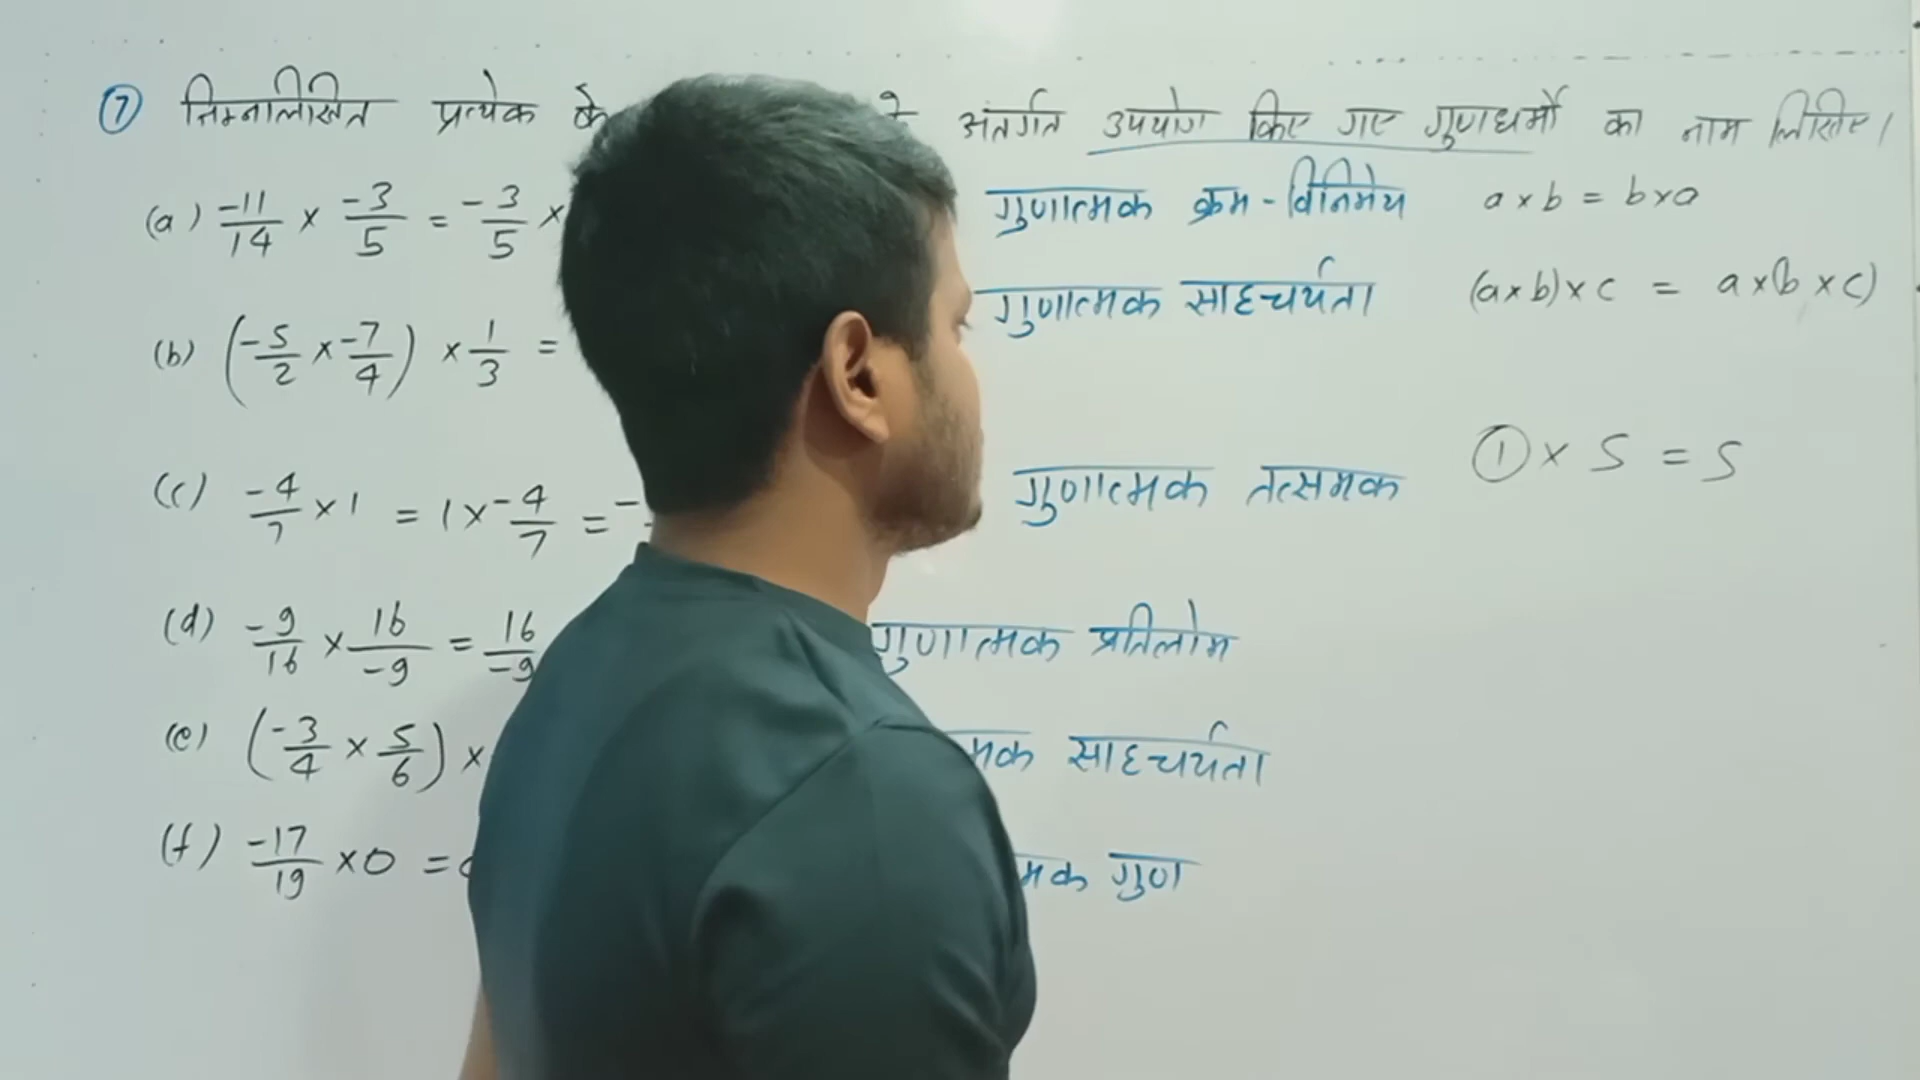 ⑦ निम्नलिखित प्रत्येक के अंतर्गत उपयोग किए गए गुणधर्मों का नाम लिखिए।
(a) -11/14 × -3/5 = -3/5 × गुणात्मक क्रम-विनिमेय a×b = b×a
(b) (-5/2 × -7/4) × 1/3 = गुणात्मक साहचर्यता (a×b)×c = a×(b×c)
(c) -4/7 × 1 = 1 × -4/7 = - गुणात्मक तत्समक ①× 5 = 5
(d) -9/16 × 16/-9 = 16/-9 गुणात्मक प्रतिलोम
(e) (-3/4 × 5/6) × साहचर्यता
(f) -17/19 × 0 = गुण